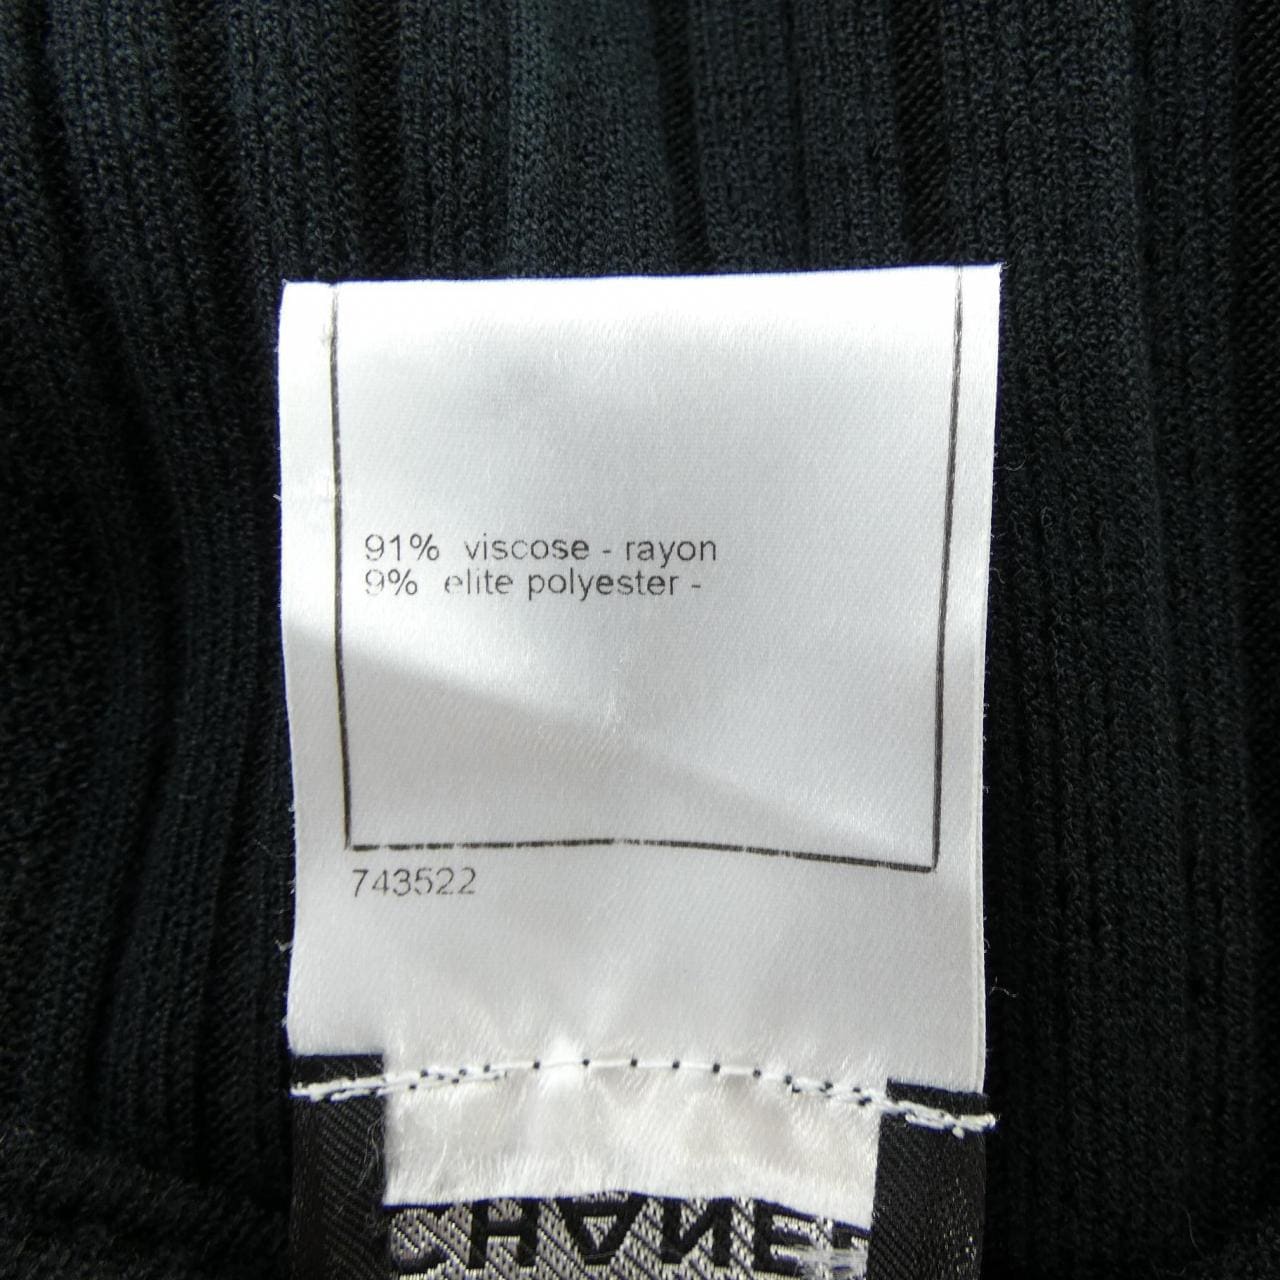 91% viscose - rayon
9% elite polyester -
743522
CHANEL